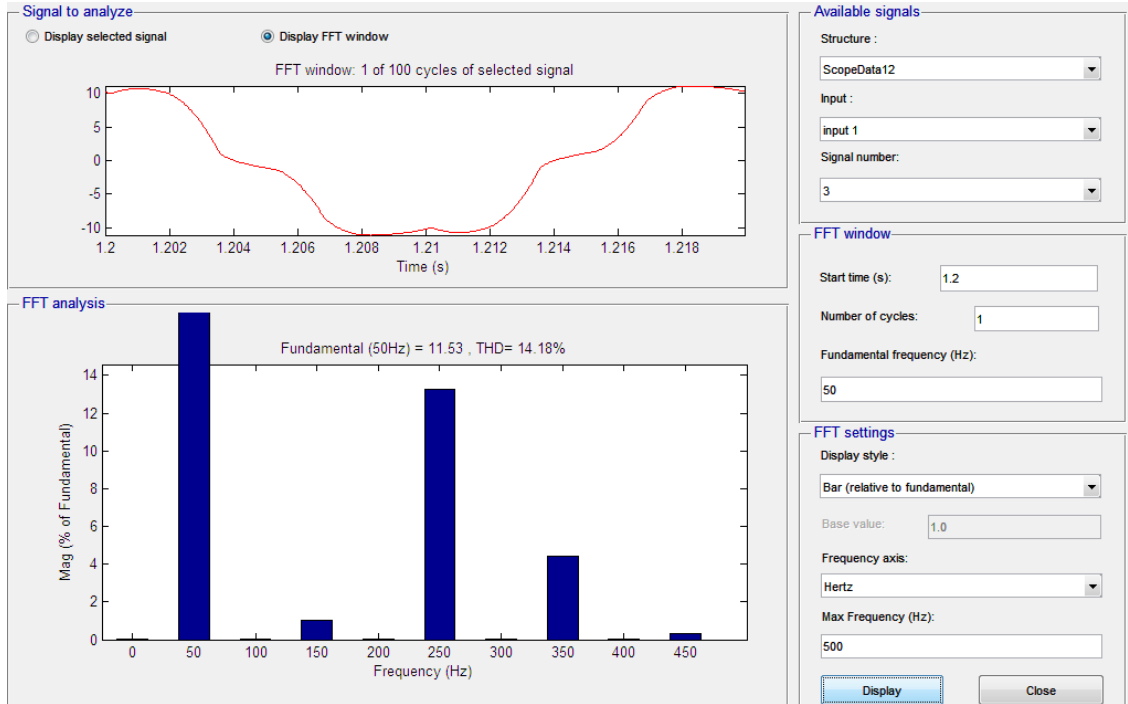 Signal to analyze
Display selected signal
Display FFT window
FFT window: 1 of 100 cycles of selected signal
10
5
0
-5
-10
1.2 1.202 1.204 1.206 1.208 1.21 1.212 1.214 1.216 1.218
Time (s)
FFT analysis
Fundamental (50Hz) = 11.53 , THD= 14.18%
14
12
10
8
6
4
2
0
Mag (% of Fundamental)
0 50 100 150 200 250 300 350 400 450
Frequency (Hz)
Available signals
Structure :
ScopeData12
Input :
input 1
Signal number:
3
FFT window
Start time (s): 1.2
Number of cycles: 1
Fundamental frequency (Hz):
50
FFT settings
Display style :
Bar (relative to fundamental)
Base value: 1.0
Frequency axis:
Hertz
Max Frequency (Hz):
500
Display Close